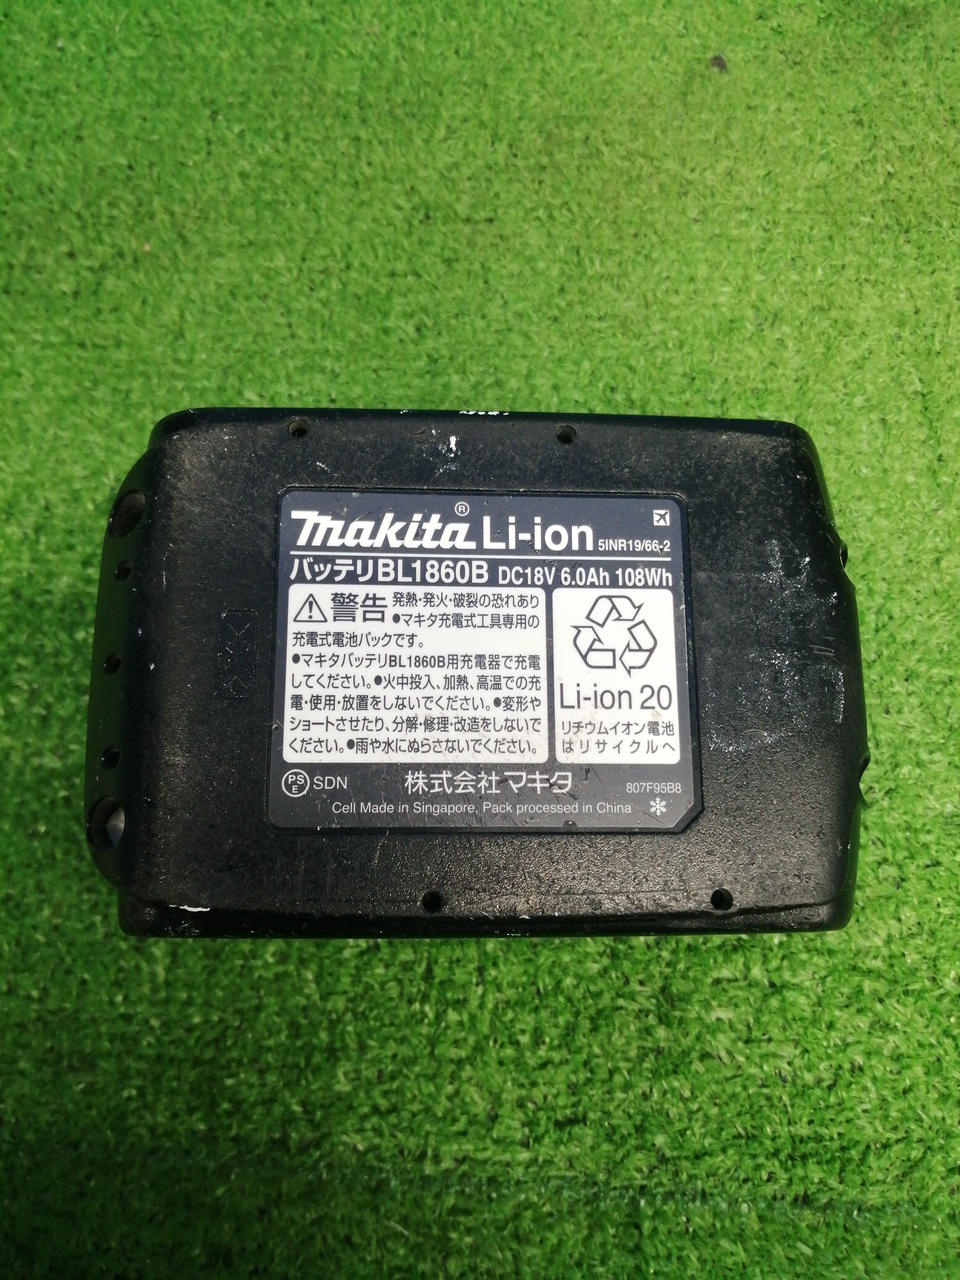 makita® Li-ion 5INR19/66-2
バッテリBL1860B DC18V 6.0Ah 108Wh
警告 発熱・発火・破裂の恐れあり
●マキタ充電式工具専用の
充電式電池パックです。
●マキタバッテリBL1860B用充電器で充電
してください。●火中投入、加熱、高温での充
電・使用・放置をしないでください。●変形や
ショートさせたり、分解・修理・改造をしないで
ください。●雨や水にぬらさないでください。
Li-ion 20
リチウムイオン電池
はリサイクルへ
PS
E
SDN
株式会社マキタ
807F95B8
Cell Made in Singapore, Pack processed in China